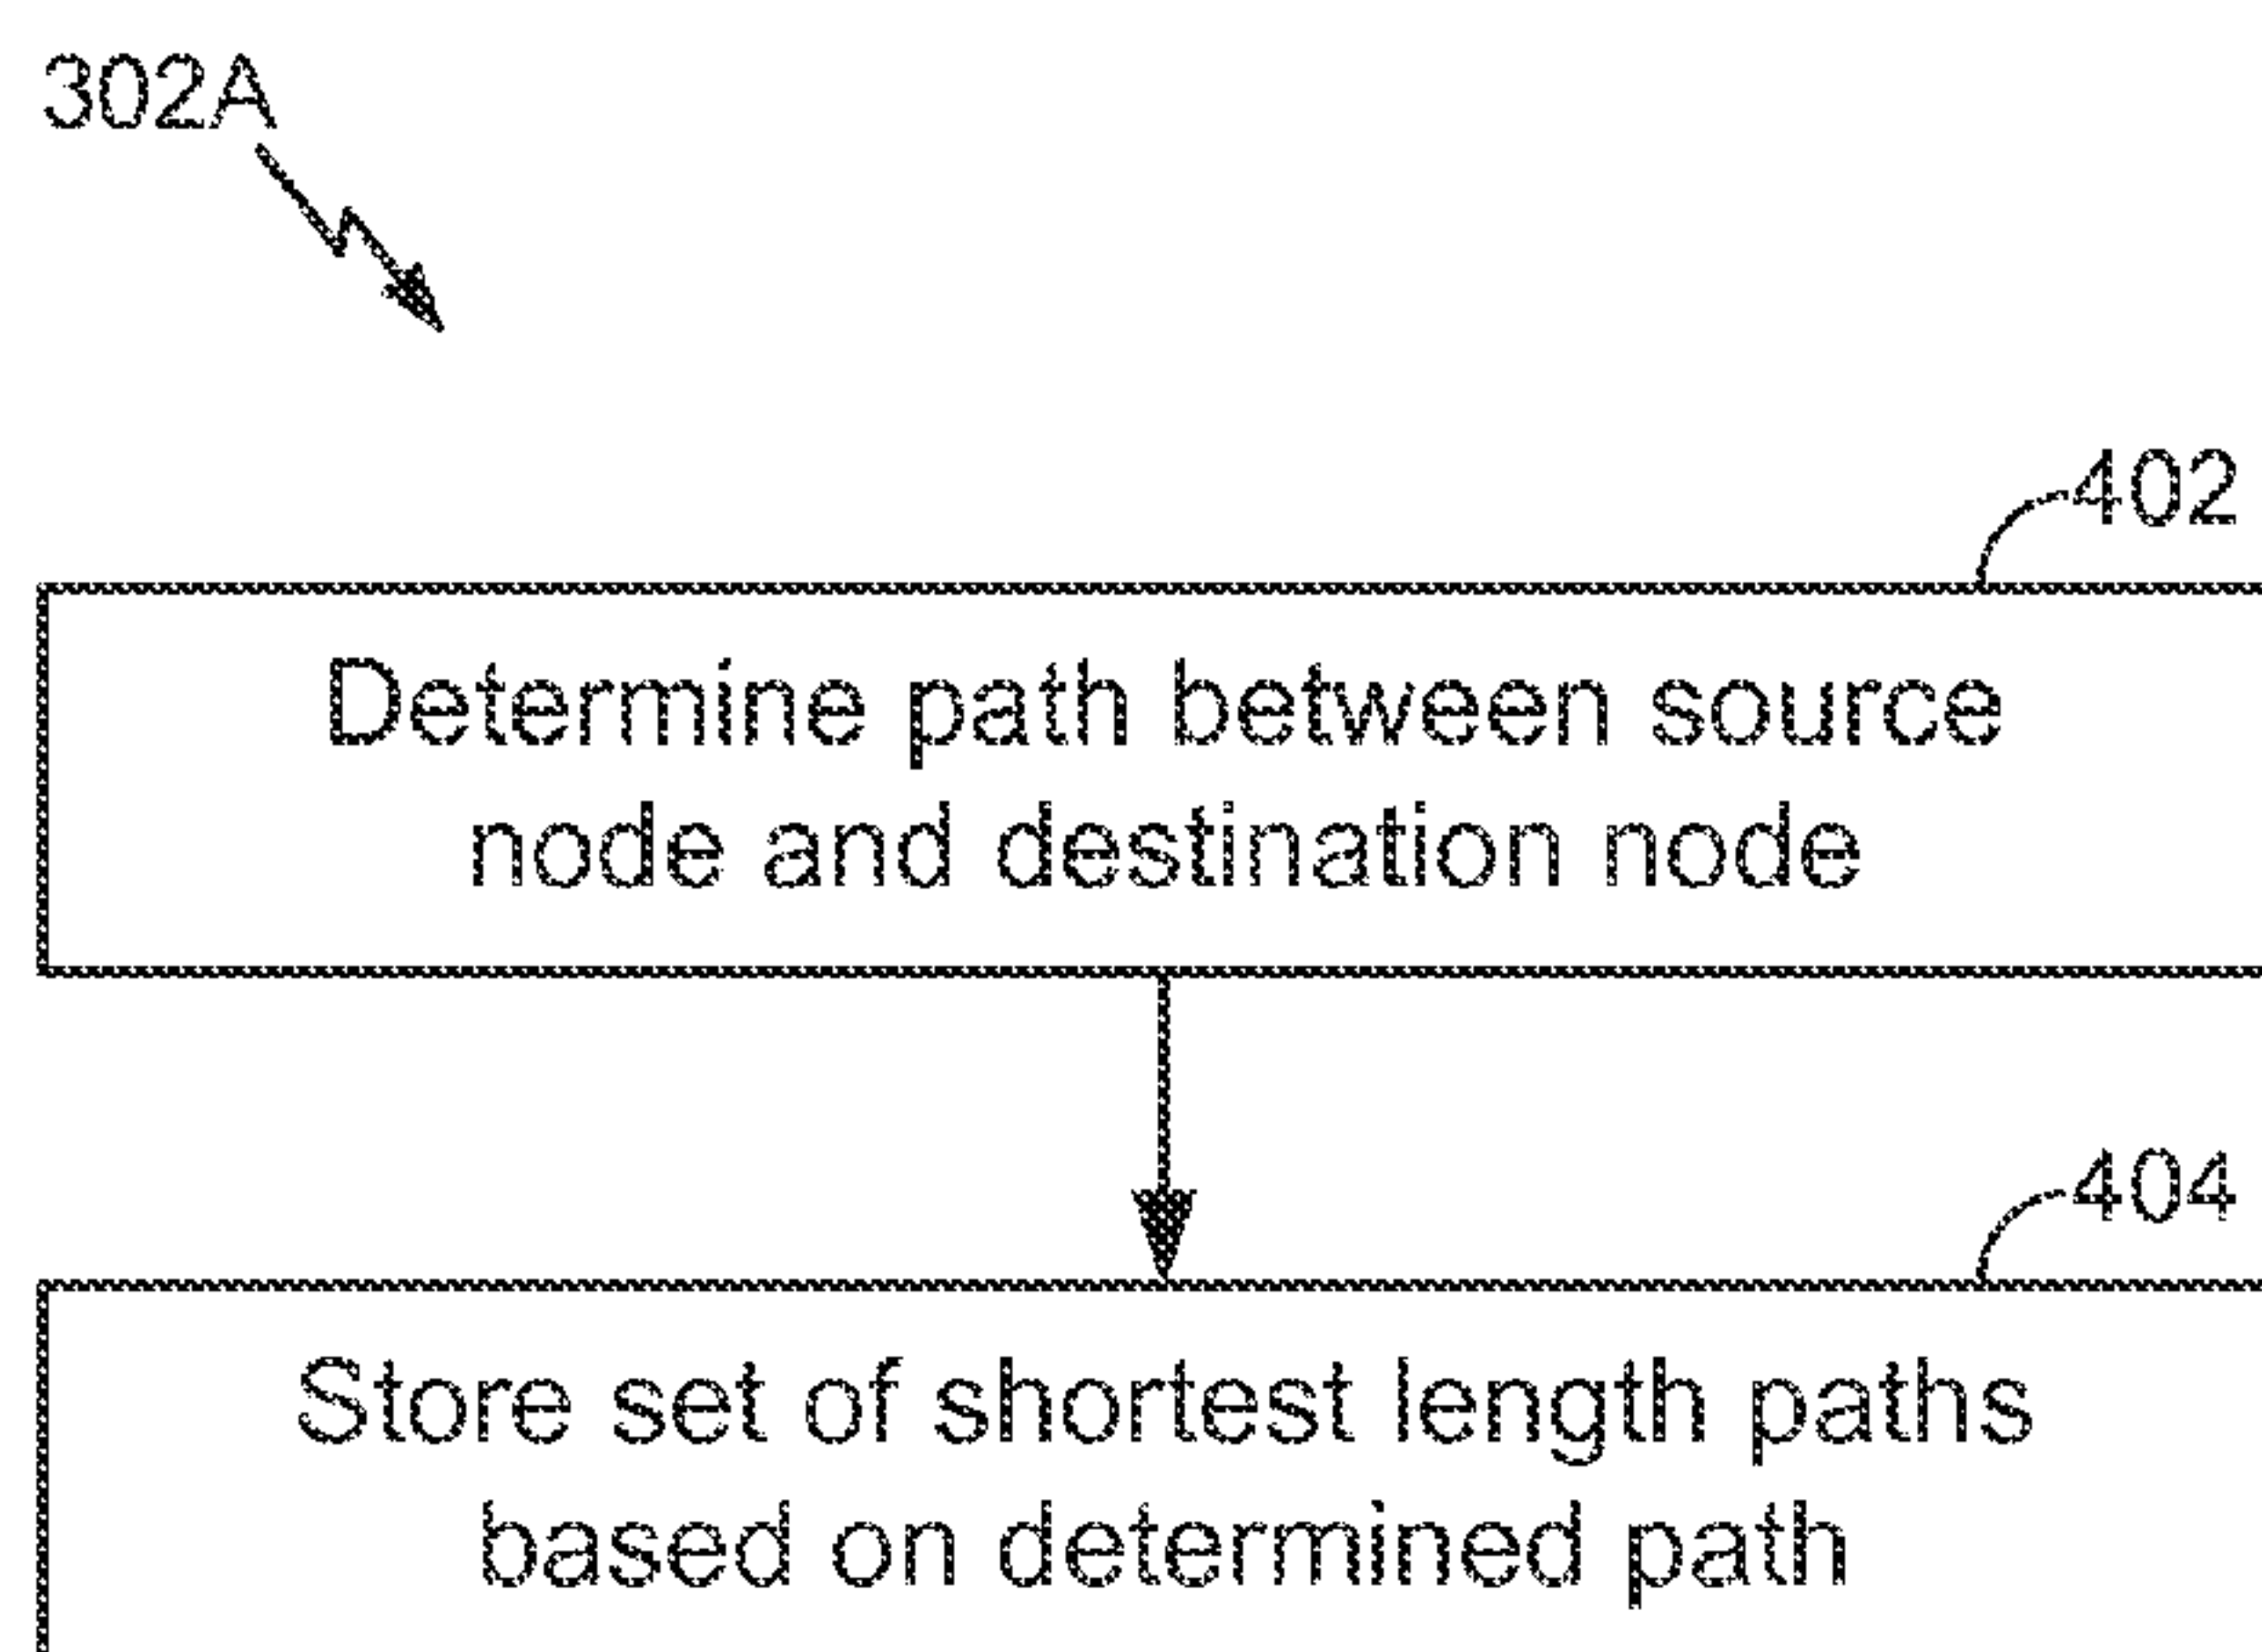 302A
402
Determine path between source
node and destination node
404
Store set of shortest length paths
based on determined path